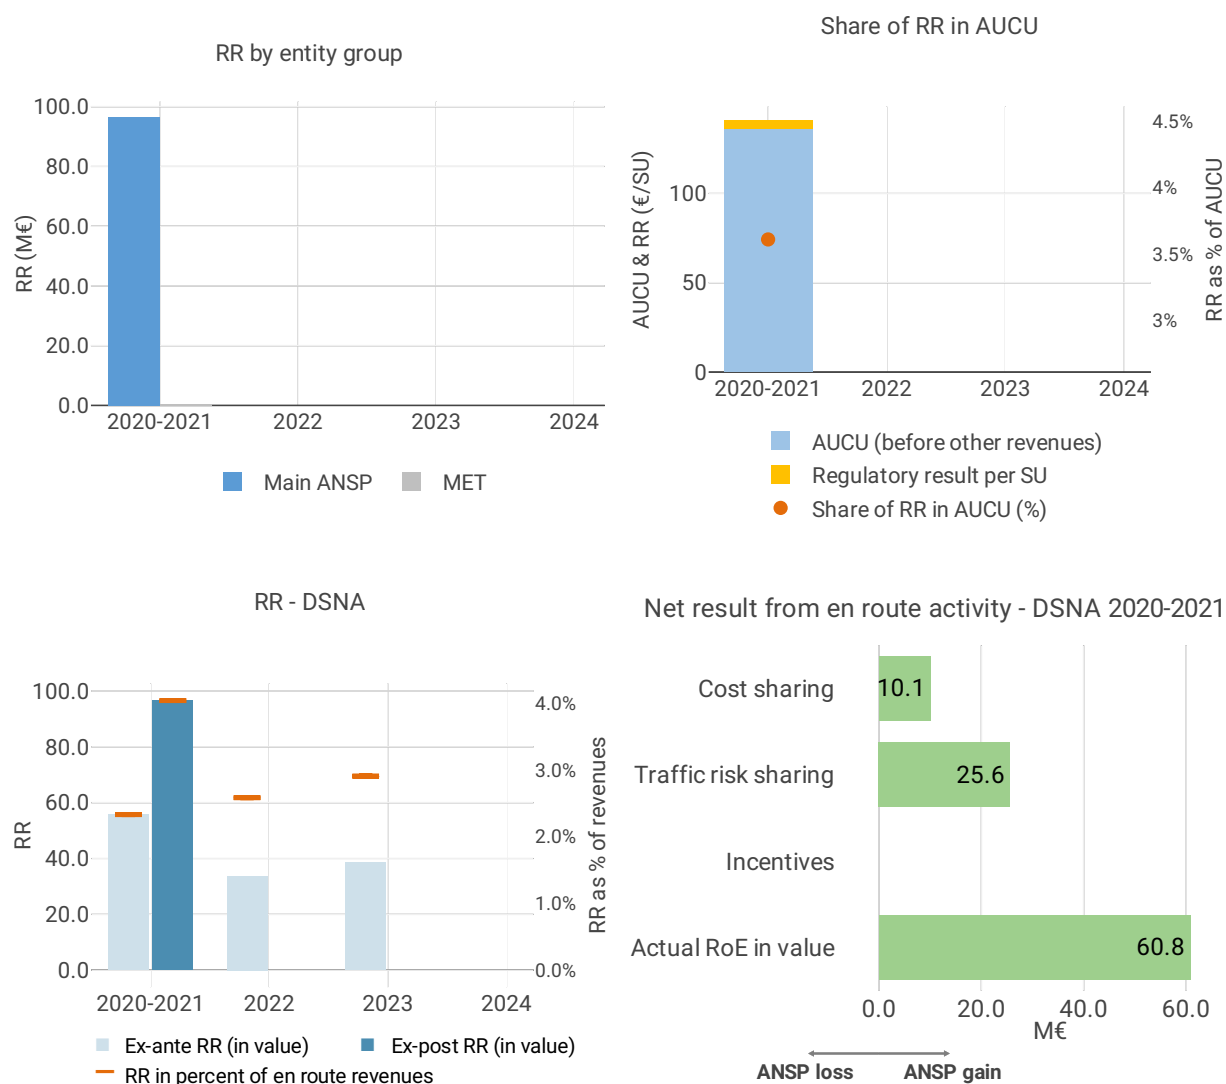 RR by entity group
100.0
80.0
60.0
40.0
20.0
0.0
RR (M€)
2020-2021 2022 2023 2024
Main ANSP MET
Share of RR in AUCU
100
50
0
AUCU & RR (€/SU)
4.5%
4%
3.5%
3%
RR as % of AUCU
2020-2021 2022 2023 2024
AUCU (before other revenues)
Regulatory result per SU
Share of RR in AUCU (%)
RR - DSNA
100.0
80.0
60.0
40.0
20.0
0.0
RR
4.0%
3.0%
2.0%
1.0%
0.0%
RR as % of revenues
2020-2021 2022 2023 2024
Ex-ante RR (in value) Ex-post RR (in value)
RR in percent of en route revenues
Net result from en route activity - DSNA 2020-2021
Cost sharing 10.1
Traffic risk sharing 25.6
Incentives
Actual RoE in value 60.8
0.0 20.0 40.0 60.0
M€
ANSP loss ANSP gain